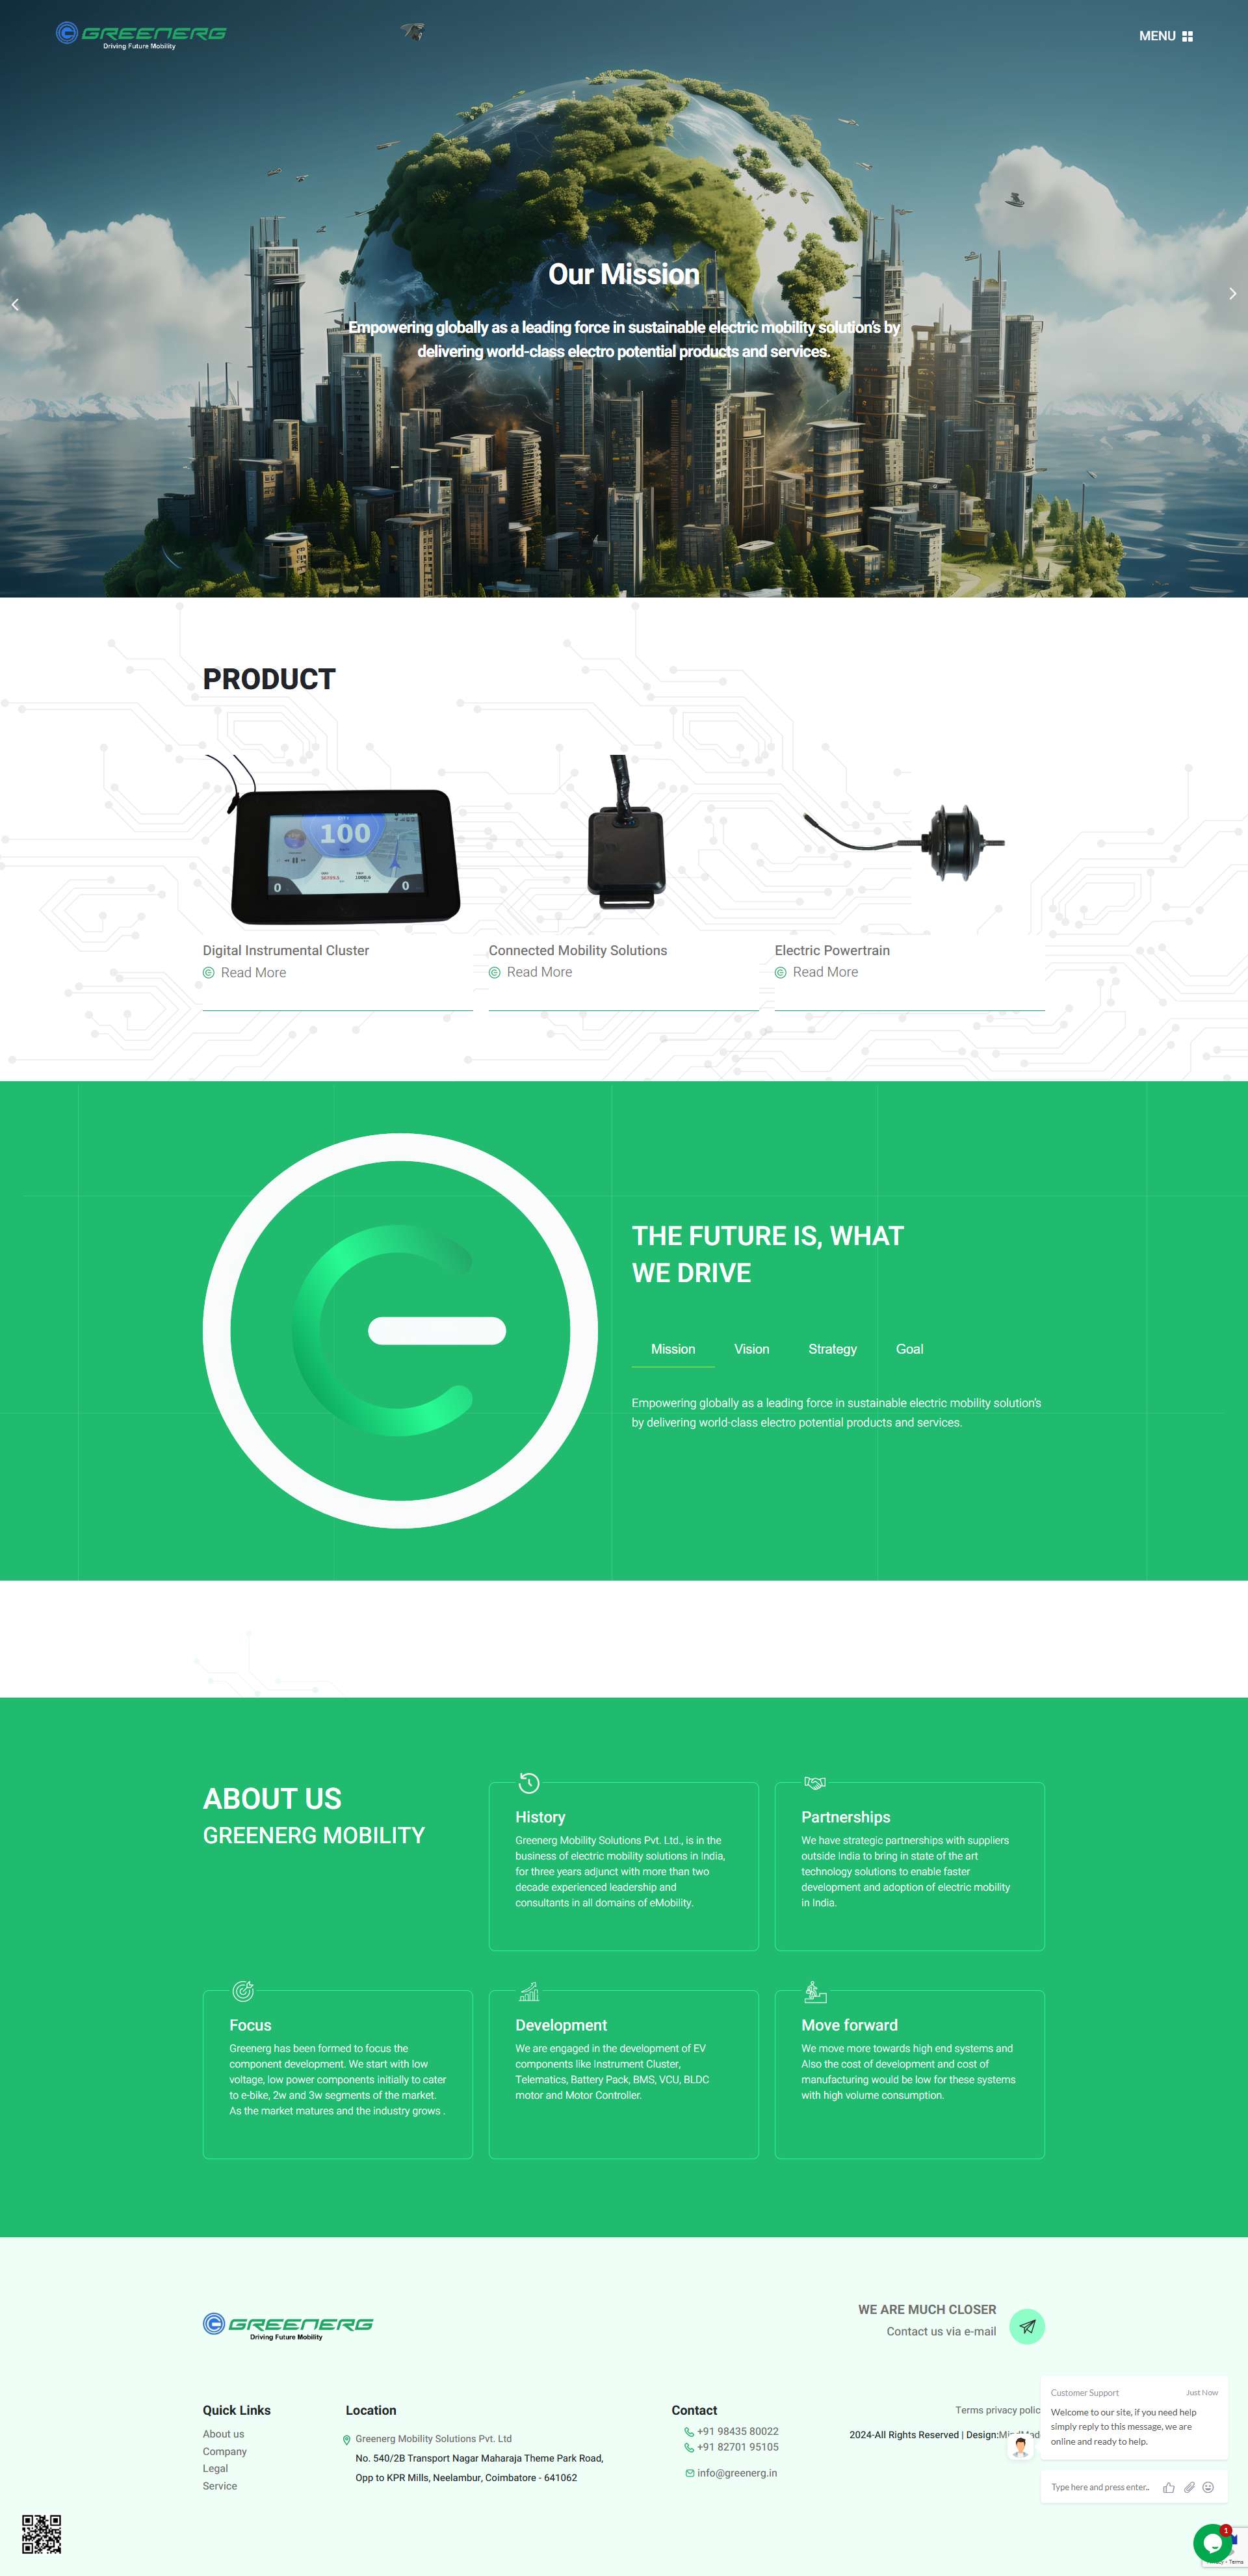 GREENERG
Driving Future Mobility
MENU
Our Mission
Empowering globally as a leading force in sustainable electric mobility solution's by
delivering world-class electro potential products and services.
PRODUCT
100
0
0
Digital Instrumental Cluster
Read More
Connected Mobility Solutions
Read More
Electric Powertrain
Read More
THE FUTURE IS, WHAT
WE DRIVE
Mission
Vision
Strategy
Goal
Empowering globally as a leading force in sustainable electric mobility solution's
by delivering world-class electro potential products and services.
ABOUT US
GREENERG MOBILITY
History
Greenerg Mobility Solutions Pvt. Ltd., is in the
business of electric mobility solutions in India,
for three years adjunct with more than two
decade experienced leadership and
consultants in all domains of eMobility.
Partnerships
We have strategic partnerships with suppliers
outside India to bring in state of the art
technology solutions to enable faster
development and adoption of electric mobility
in India.
Focus
Greenerg has been formed to focus the
component development. We start with low
voltage, low power components initially to cater
to e-bike, 2w and 3w segments of the market.
As the market matures and the industry grows .
Development
We are engaged in the development of EV
components like Instrument Cluster,
Telematics, Battery Pack, BMS, VCU, BLDC
motor and Motor Controller.
Move forward
We move more towards high end systems and
Also the cost of development and cost of
manufacturing would be low for these systems
with high volume consumption.
GREENERG
Driving Future Mobility
WE ARE MUCH CLOSER
Contact us via e-mail
Quick Links
About us
Company
Legal
Service
Location
Greenerg Mobility Solutions Pvt. Ltd
No. 540/2B Transport Nagar Maharaja Theme Park Road,
Opp to KPR Mills, Neelambur, Coimbatore - 641062
Contact
+91 98435 80022
+91 82701 95105
info@greenerg.in
Terms privacy polic
2024-All Rights Reserved | Design:
Customer Support
Just Now
Welcome to our site, if you need help
simply reply to this message, we are
online and ready to help.
Type here and press enter..
1
Terms